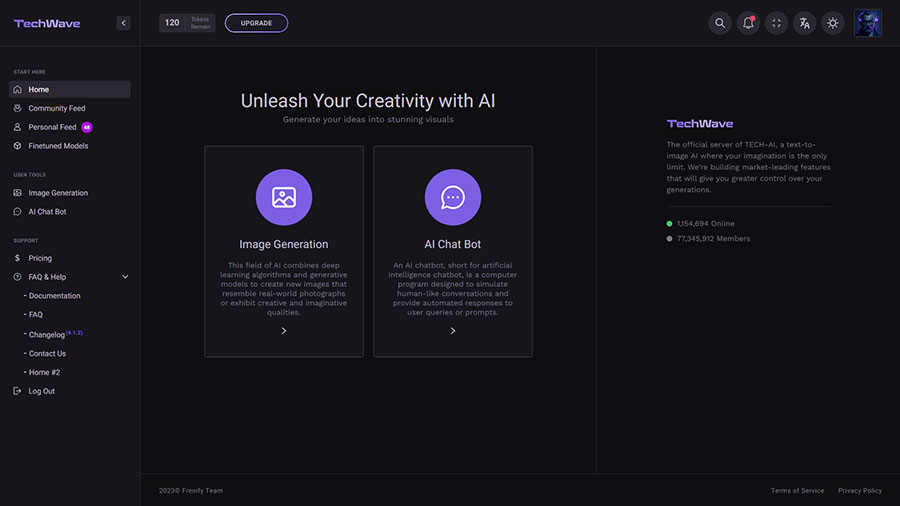 TechWave
120
Tokens
Remain
UPGRADE
START HERE
Home
Community Feed
Personal Feed 48
Finetuned Models
USER TOOLS
Image Generation
AI Chat Bot
SUPPORT
$ Pricing
FAQ & Help
- Documentation
- FAQ
- Changelog (4.1.2)
- Contact Us
- Home #2
Log Out
Unleash Your Creativity with AI
Generate your ideas into stunning visuals
Image Generation
This field of AI combines deep
learning algorithms and generative
models to create new images that
resemble real-world photographs
or exhibit creative and imaginative
qualities.
AI Chat Bot
An AI chatbot, short for artificial
intelligence chatbot, is a computer
program designed to simulate
human-like conversations and
provide automated responses to
user queries or prompts.
TechWave
The official server of TECH-AI, a text-to-
image AI where your imagination is the only
limit. We're building market-leading features
that will give you greater control over your
generations.
1,154,694 Online
77,345,912 Members
2023© Frenify Team
Terms of Service
Privacy Policy